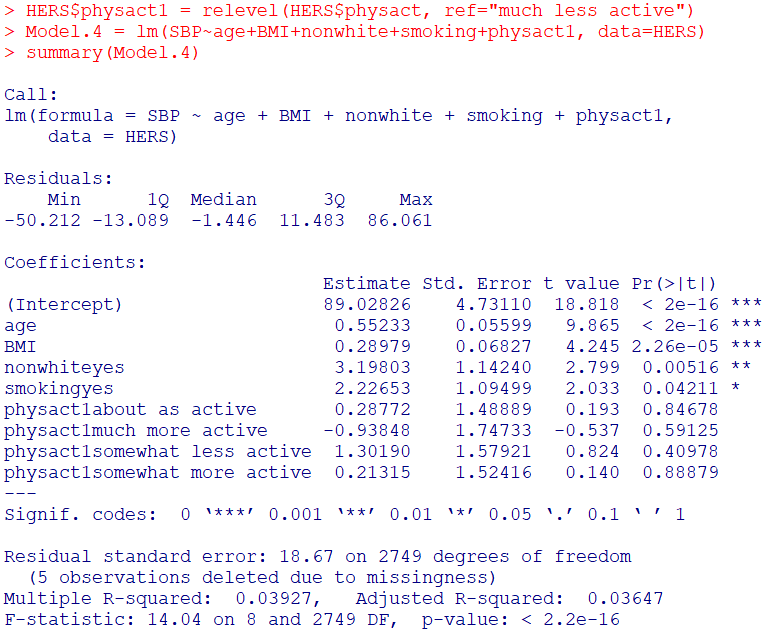 > HERS$physact1 = relevel(HERS$physact, ref="much less active")
> Model.4 = lm(SBP~age+BMI+nonwhite+smoking+physact1, data=HERS)
> summary(Model.4)

Call:
lm(formula = SBP ~ age + BMI + nonwhite + smoking + physact1,
    data = HERS)

Residuals:
    Min      1Q  Median      3Q     Max
-50.212 -13.089  -1.446  11.483  86.061

Coefficients:
                              Estimate Std. Error t value Pr(>|t|)
(Intercept)                   89.02826    4.73110  18.818  < 2e-16 ***
age                            0.55233    0.05599   9.865  < 2e-16 ***
BMI                            0.28979    0.06827   4.245 2.26e-05 ***
nonwhiteyes                    3.19803    1.14240   2.799  0.00516 **
smokingyes                     2.22653    1.09499   2.033  0.04211 *
physact1about as active        0.28772    1.48889   0.193  0.84678
physact1much more active      -0.93848    1.74733  -0.537  0.59125
physact1somewhat less active   1.30190    1.57921   0.824  0.40978
physact1somewhat more active   0.21315    1.52416   0.140  0.88879
---
Signif. codes:  0 ‘***’ 0.001 ‘**’ 0.01 ‘*’ 0.05 ‘.’ 0.1 ‘ ’ 1

Residual standard error: 18.67 on 2749 degrees of freedom
  (5 observations deleted due to missingness)
Multiple R-squared:  0.03927,   Adjusted R-squared:  0.03647
F-statistic: 14.04 on 8 and 2749 DF,  p-value: < 2.2e-16